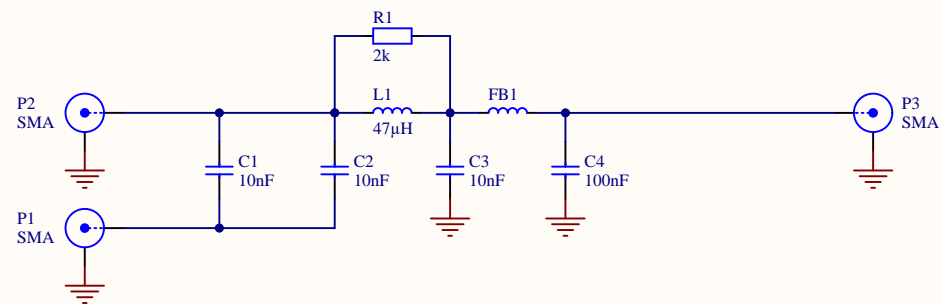 R1
2k
P2
SMA
L1
47µH
FB1
P3
SMA
C1
10nF
C2
10nF
C3
10nF
C4
100nF
P1
SMA